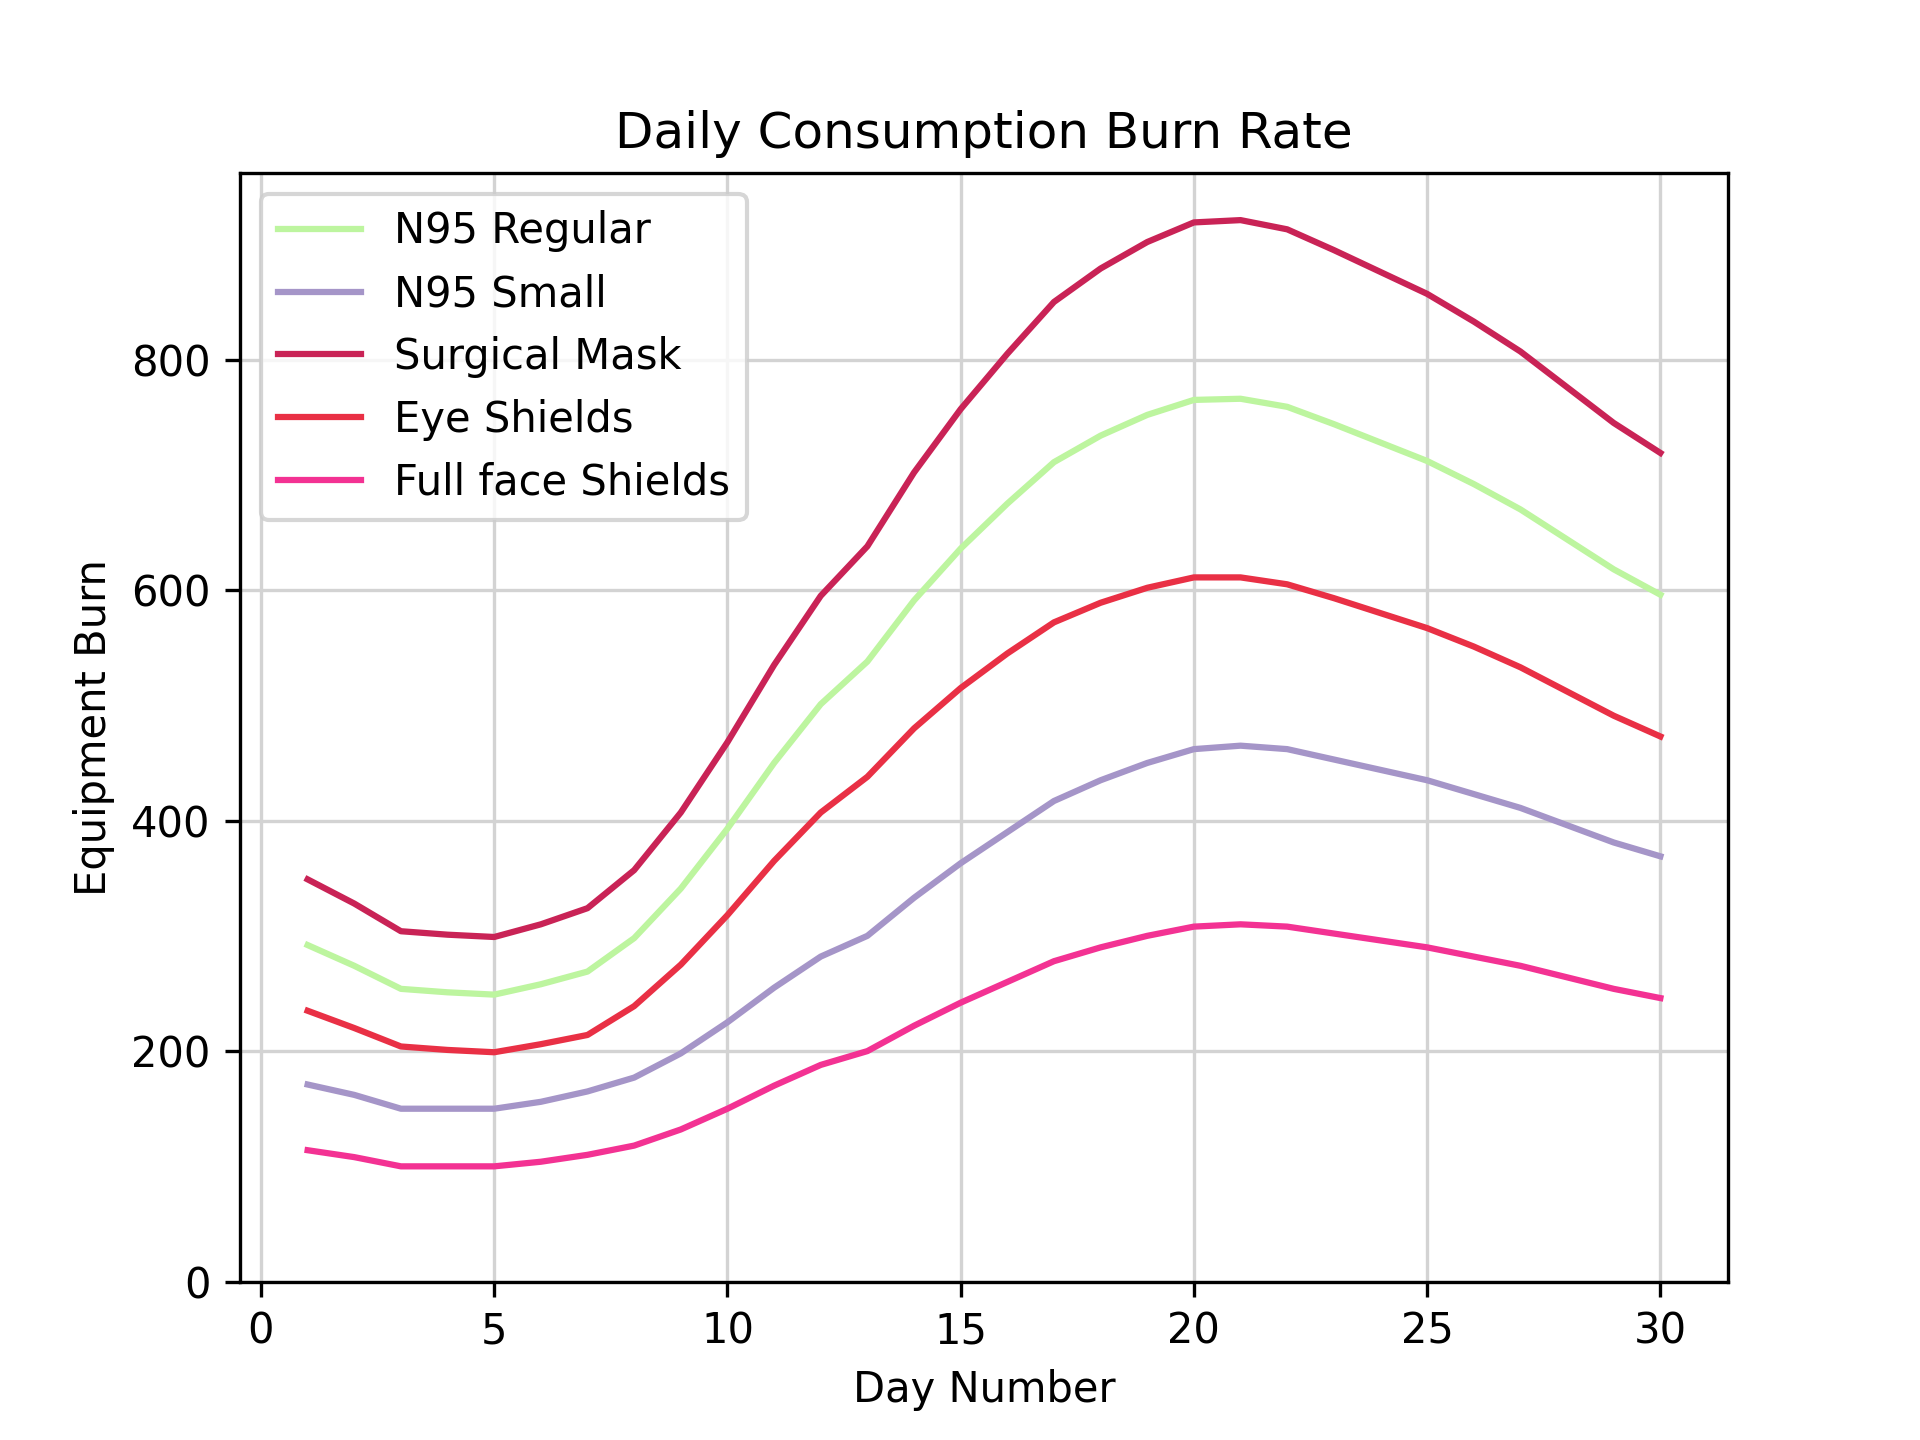 Daily Consumption Burn Rate
N95 Regular
N95 Small
Surgical Mask
Eye Shields
Full face Shields
Equipment Burn
800
600
400
200
0
0 5 10 15 20 25 30
Day Number